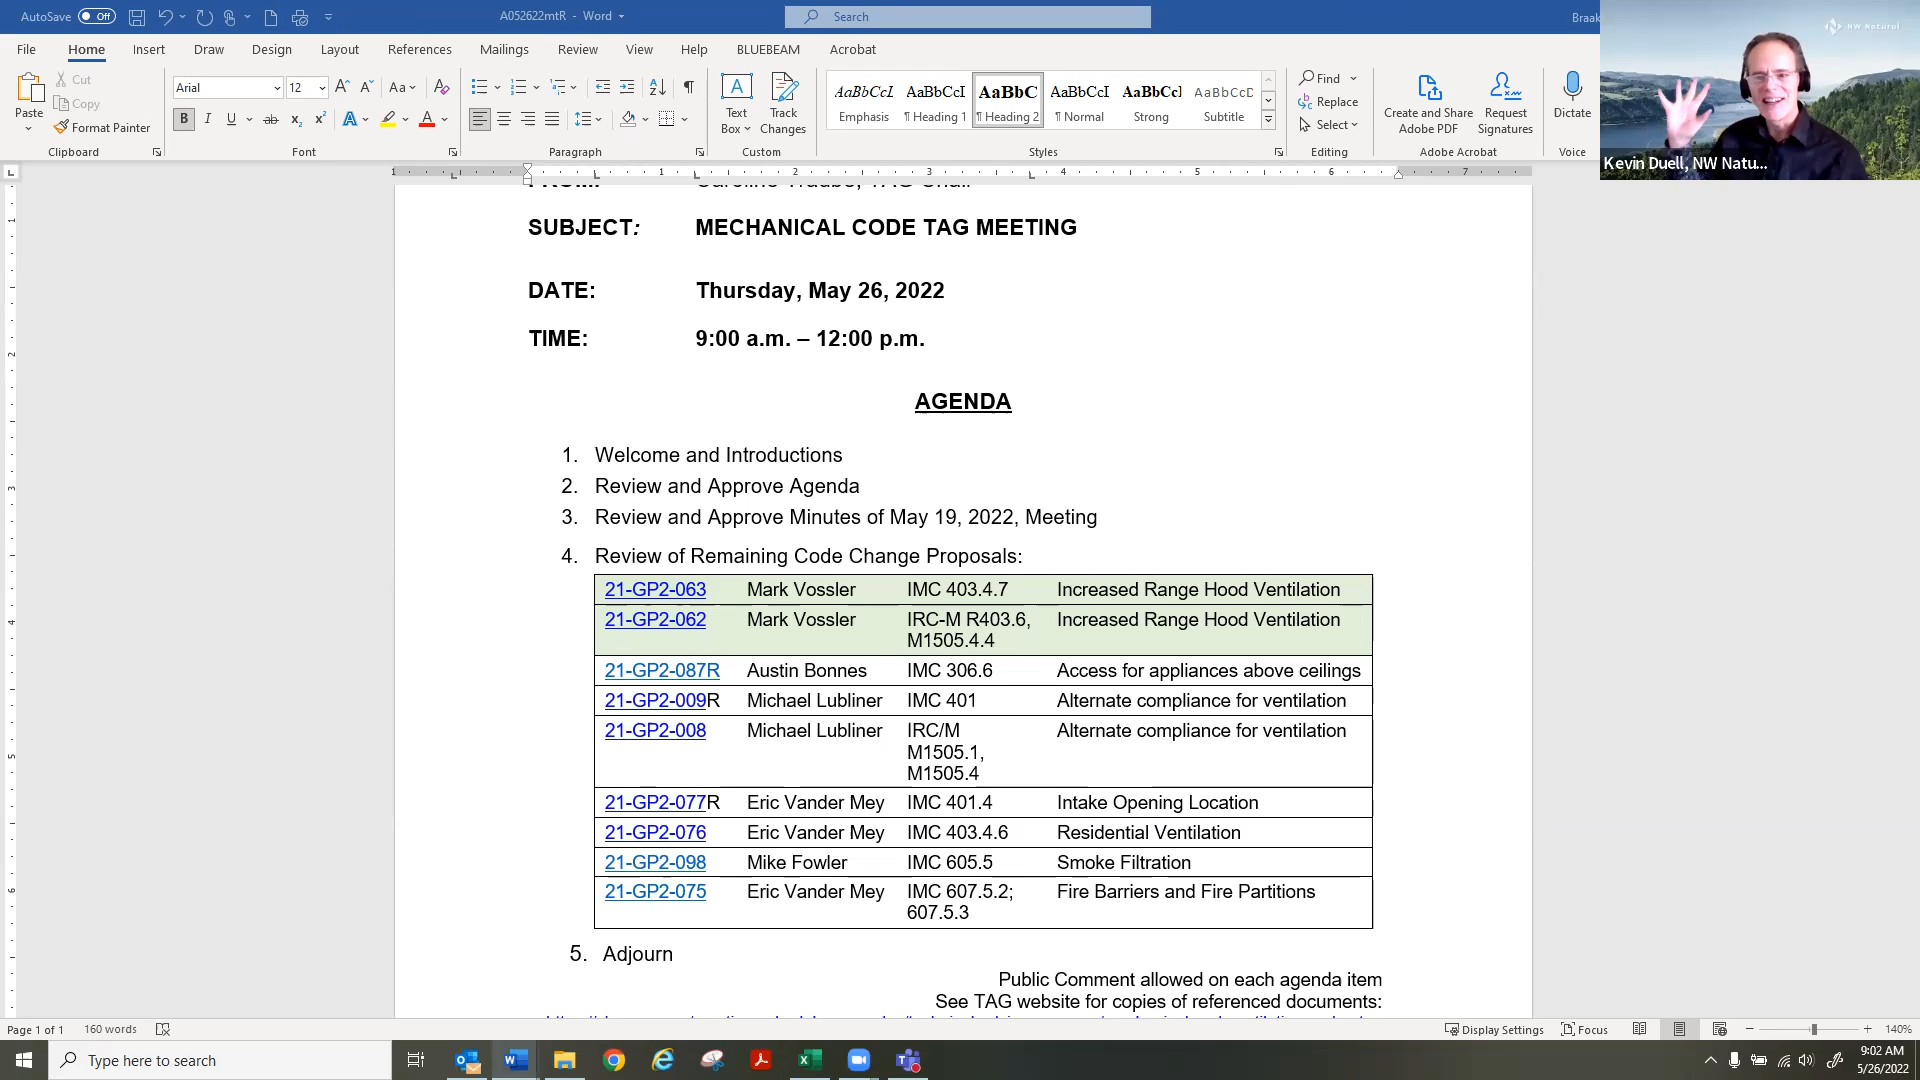 AutoSave Off A052622mtR - Word Search Braak
NW Natural
File Home Insert Draw Design Layout References Mailings Review View Help BLUEBEAM Acrobat
Paste Cut Copy Format Painter
Arial 12
Text Box Track Changes
AaBbCcI AaBbCcI AaBbC AaBbCcI AaBbCcI AaBbCcD
Emphasis ¶ Heading 1 ¶ Heading 2 ¶ Normal Strong Subtitle
Find Replace Select
Create and Share Adobe PDF Request Signatures Dictate
Clipboard Font Paragraph Custom Styles Editing Adobe Acrobat Voice
Kevin Duell, NW Natu...
SUBJECT: MECHANICAL CODE TAG MEETING
DATE: Thursday, May 26, 2022
TIME: 9:00 a.m. – 12:00 p.m.
AGENDA
1. Welcome and Introductions
2. Review and Approve Agenda
3. Review and Approve Minutes of May 19, 2022, Meeting
4. Review of Remaining Code Change Proposals:
21-GP2-063 Mark Vossler IMC 403.4.7 Increased Range Hood Ventilation
21-GP2-062 Mark Vossler IRC-M R403.6, Increased Range Hood Ventilation
M1505.4.4
21-GP2-087R Austin Bonnes IMC 306.6 Access for appliances above ceilings
21-GP2-009R Michael Lubliner IMC 401 Alternate compliance for ventilation
21-GP2-008 Michael Lubliner IRC/M Alternate compliance for ventilation
M1505.1,
M1505.4
21-GP2-077R Eric Vander Mey IMC 401.4 Intake Opening Location
21-GP2-076 Eric Vander Mey IMC 403.4.6 Residential Ventilation
21-GP2-098 Mike Fowler IMC 605.5 Smoke Filtration
21-GP2-075 Eric Vander Mey IMC 607.5.2; Fire Barriers and Fire Partitions
607.5.3
5. Adjourn
Public Comment allowed on each agenda item
See TAG website for copies of referenced documents:
Page 1 of 1 160 words Display Settings Focus 140%
Type here to search
9:02 AM
5/26/2022